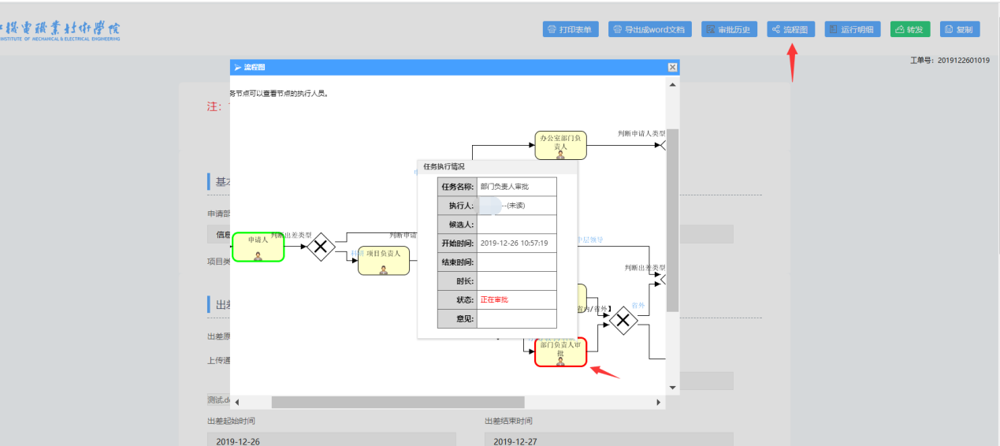 機電職業技術學院
INSTITUTE OF MECHANICAL & ELECTRICAL ENGINEERING
打印表单
导出成word文档
审批历史
流程图
运行明细
转发
复制
工单号：2019122601019
流程图
务节点可以查看节点的执行人员。
注：
办公室部门负
责人
判断申请人类型
任务执行情况
任务名称: 部门负责人审批
执行人: --(未读)
候选人:
开始时间: 2019-12-26 10:57:19
结束时间:
时长:
状态: 正在审批
意见:
申请部
信息
申请人
判断出差类型
判断申请
科研
项目负责人
中层领导
项目类
判断出差类型
省内/省外】
省外
出差
出差原
部门负责人审
批
上传通
测试.d
出差起始时间
出差结束时间
2019-12-26
2019-12-27